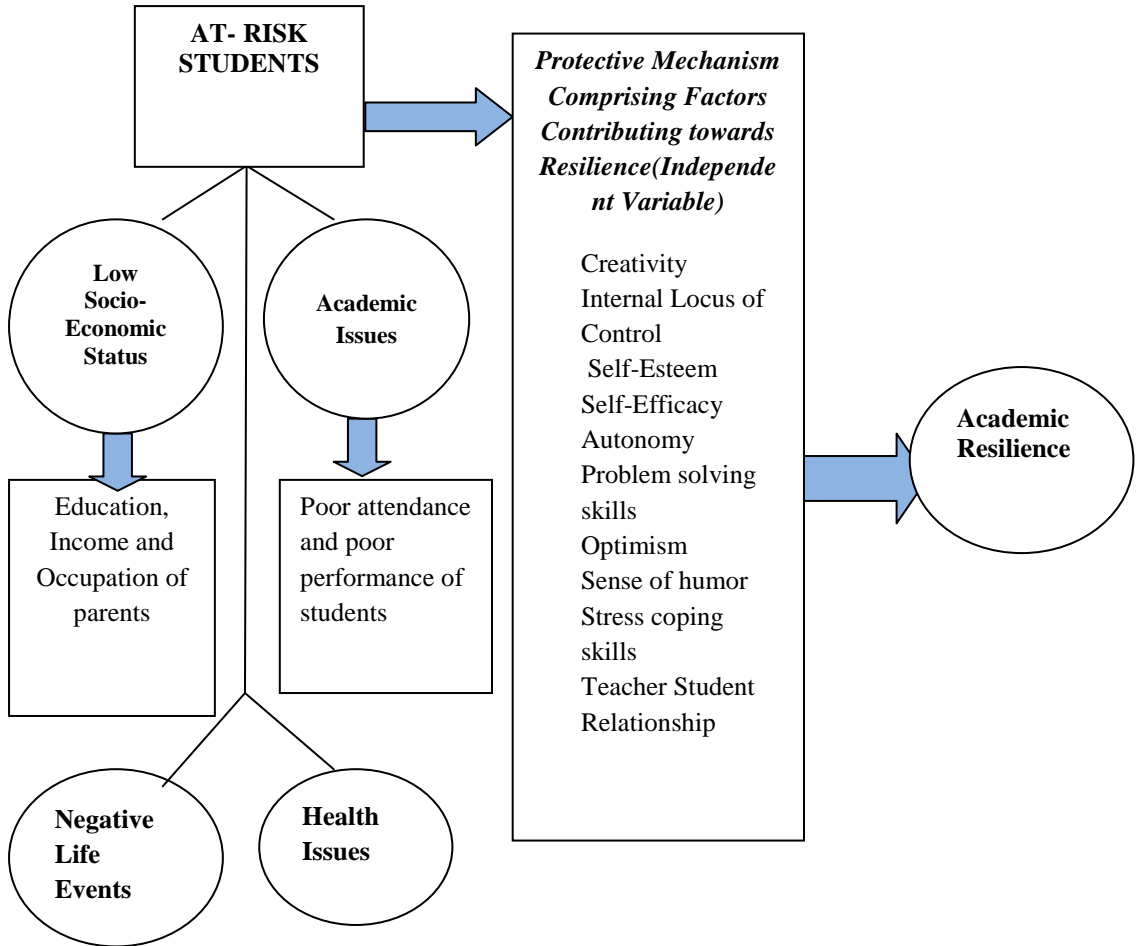 AT- RISK
STUDENTS
Protective Mechanism
Comprising Factors
Contributing towards
Resilience(Independe
nt Variable)
Creativity
Internal Locus of
Control
Self-Esteem
Self-Efficacy
Autonomy
Problem solving
skills
Optimism
Sense of humor
Stress coping
skills
Teacher Student
Relationship
Low
Socio-
Economic
Status
Academic
Issues
Academic
Resilience
Education,
Income and
Occupation of
parents
Poor attendance
and poor
performance of
students
Negative
Life
Events
Health
Issues